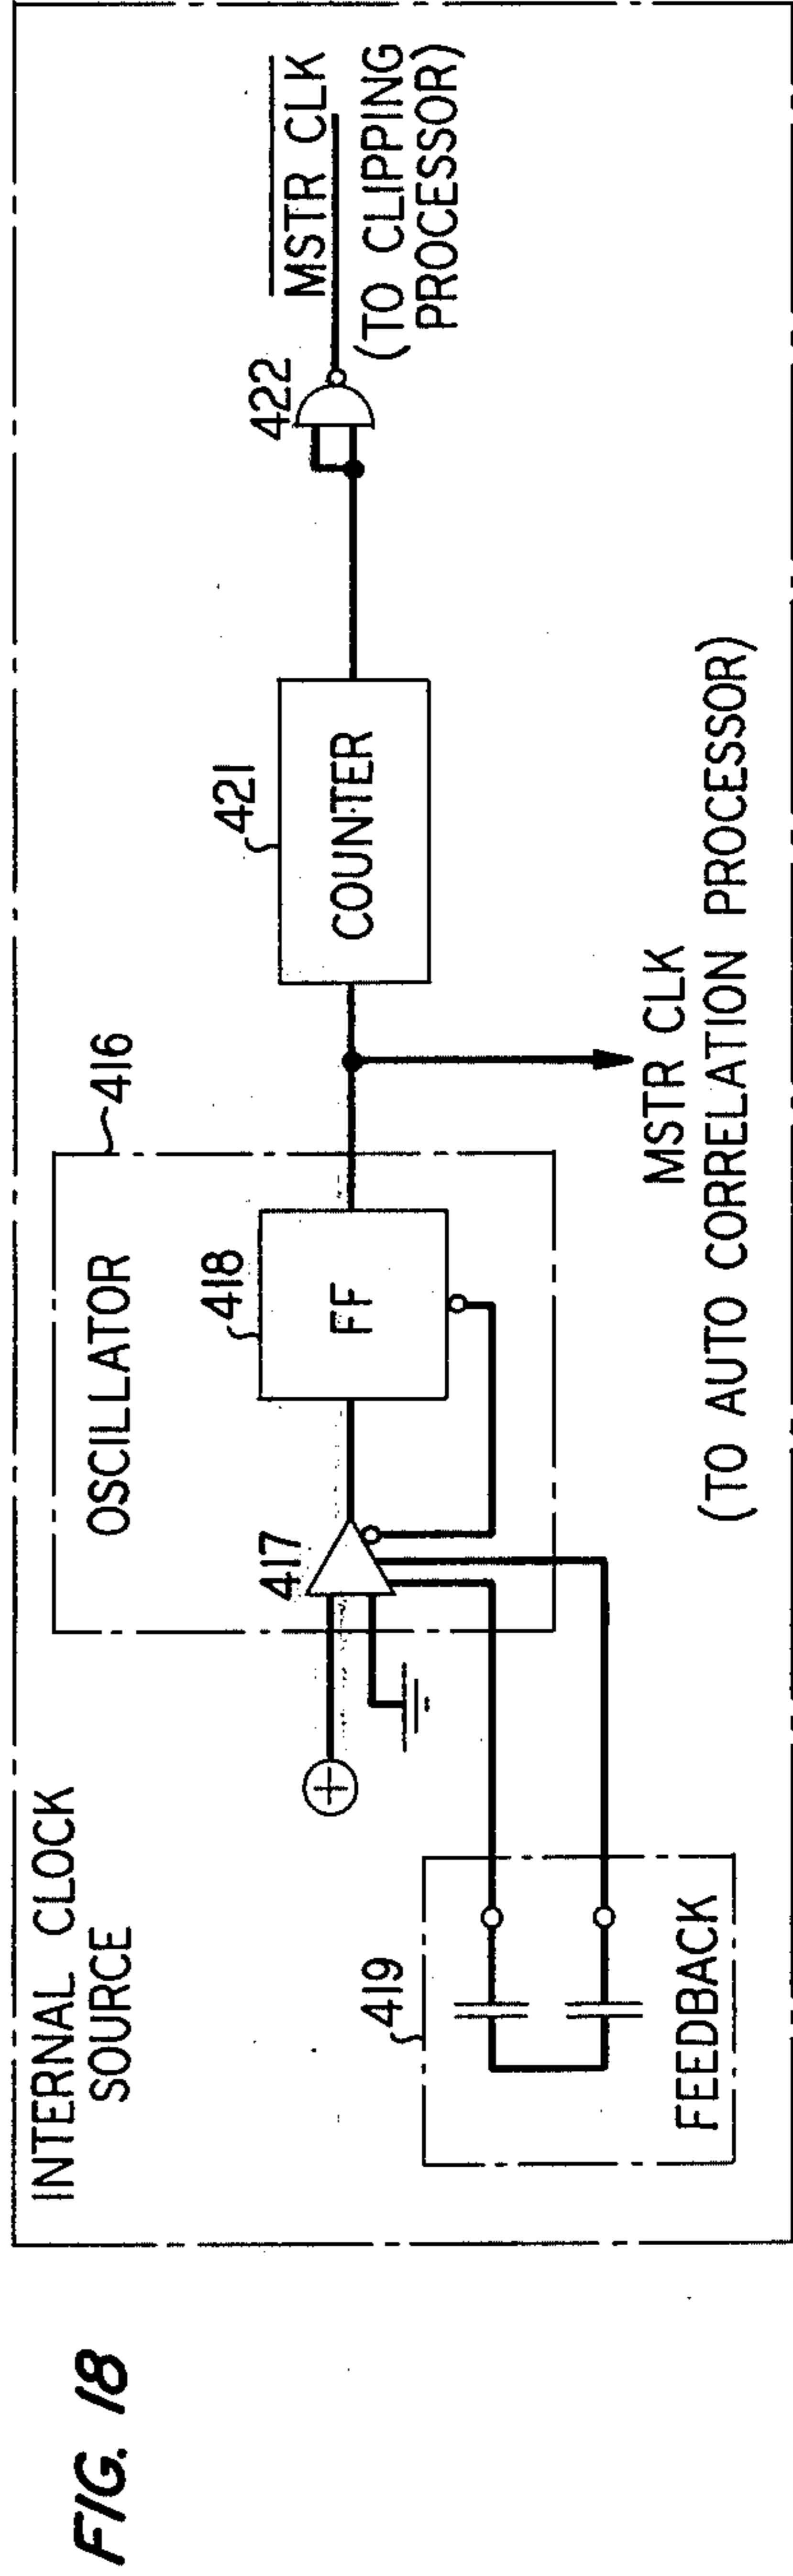 FIG. 18
INTERNAL CLOCK
SOURCE
OSCILLATOR
416
417
418
FF
419
FEEDBACK
421
COUNTER
422
MSTR CLK
(TO CLIPPING
PROCESSOR)
MSTR CLK
(TO AUTO CORRELATION PROCESSOR)